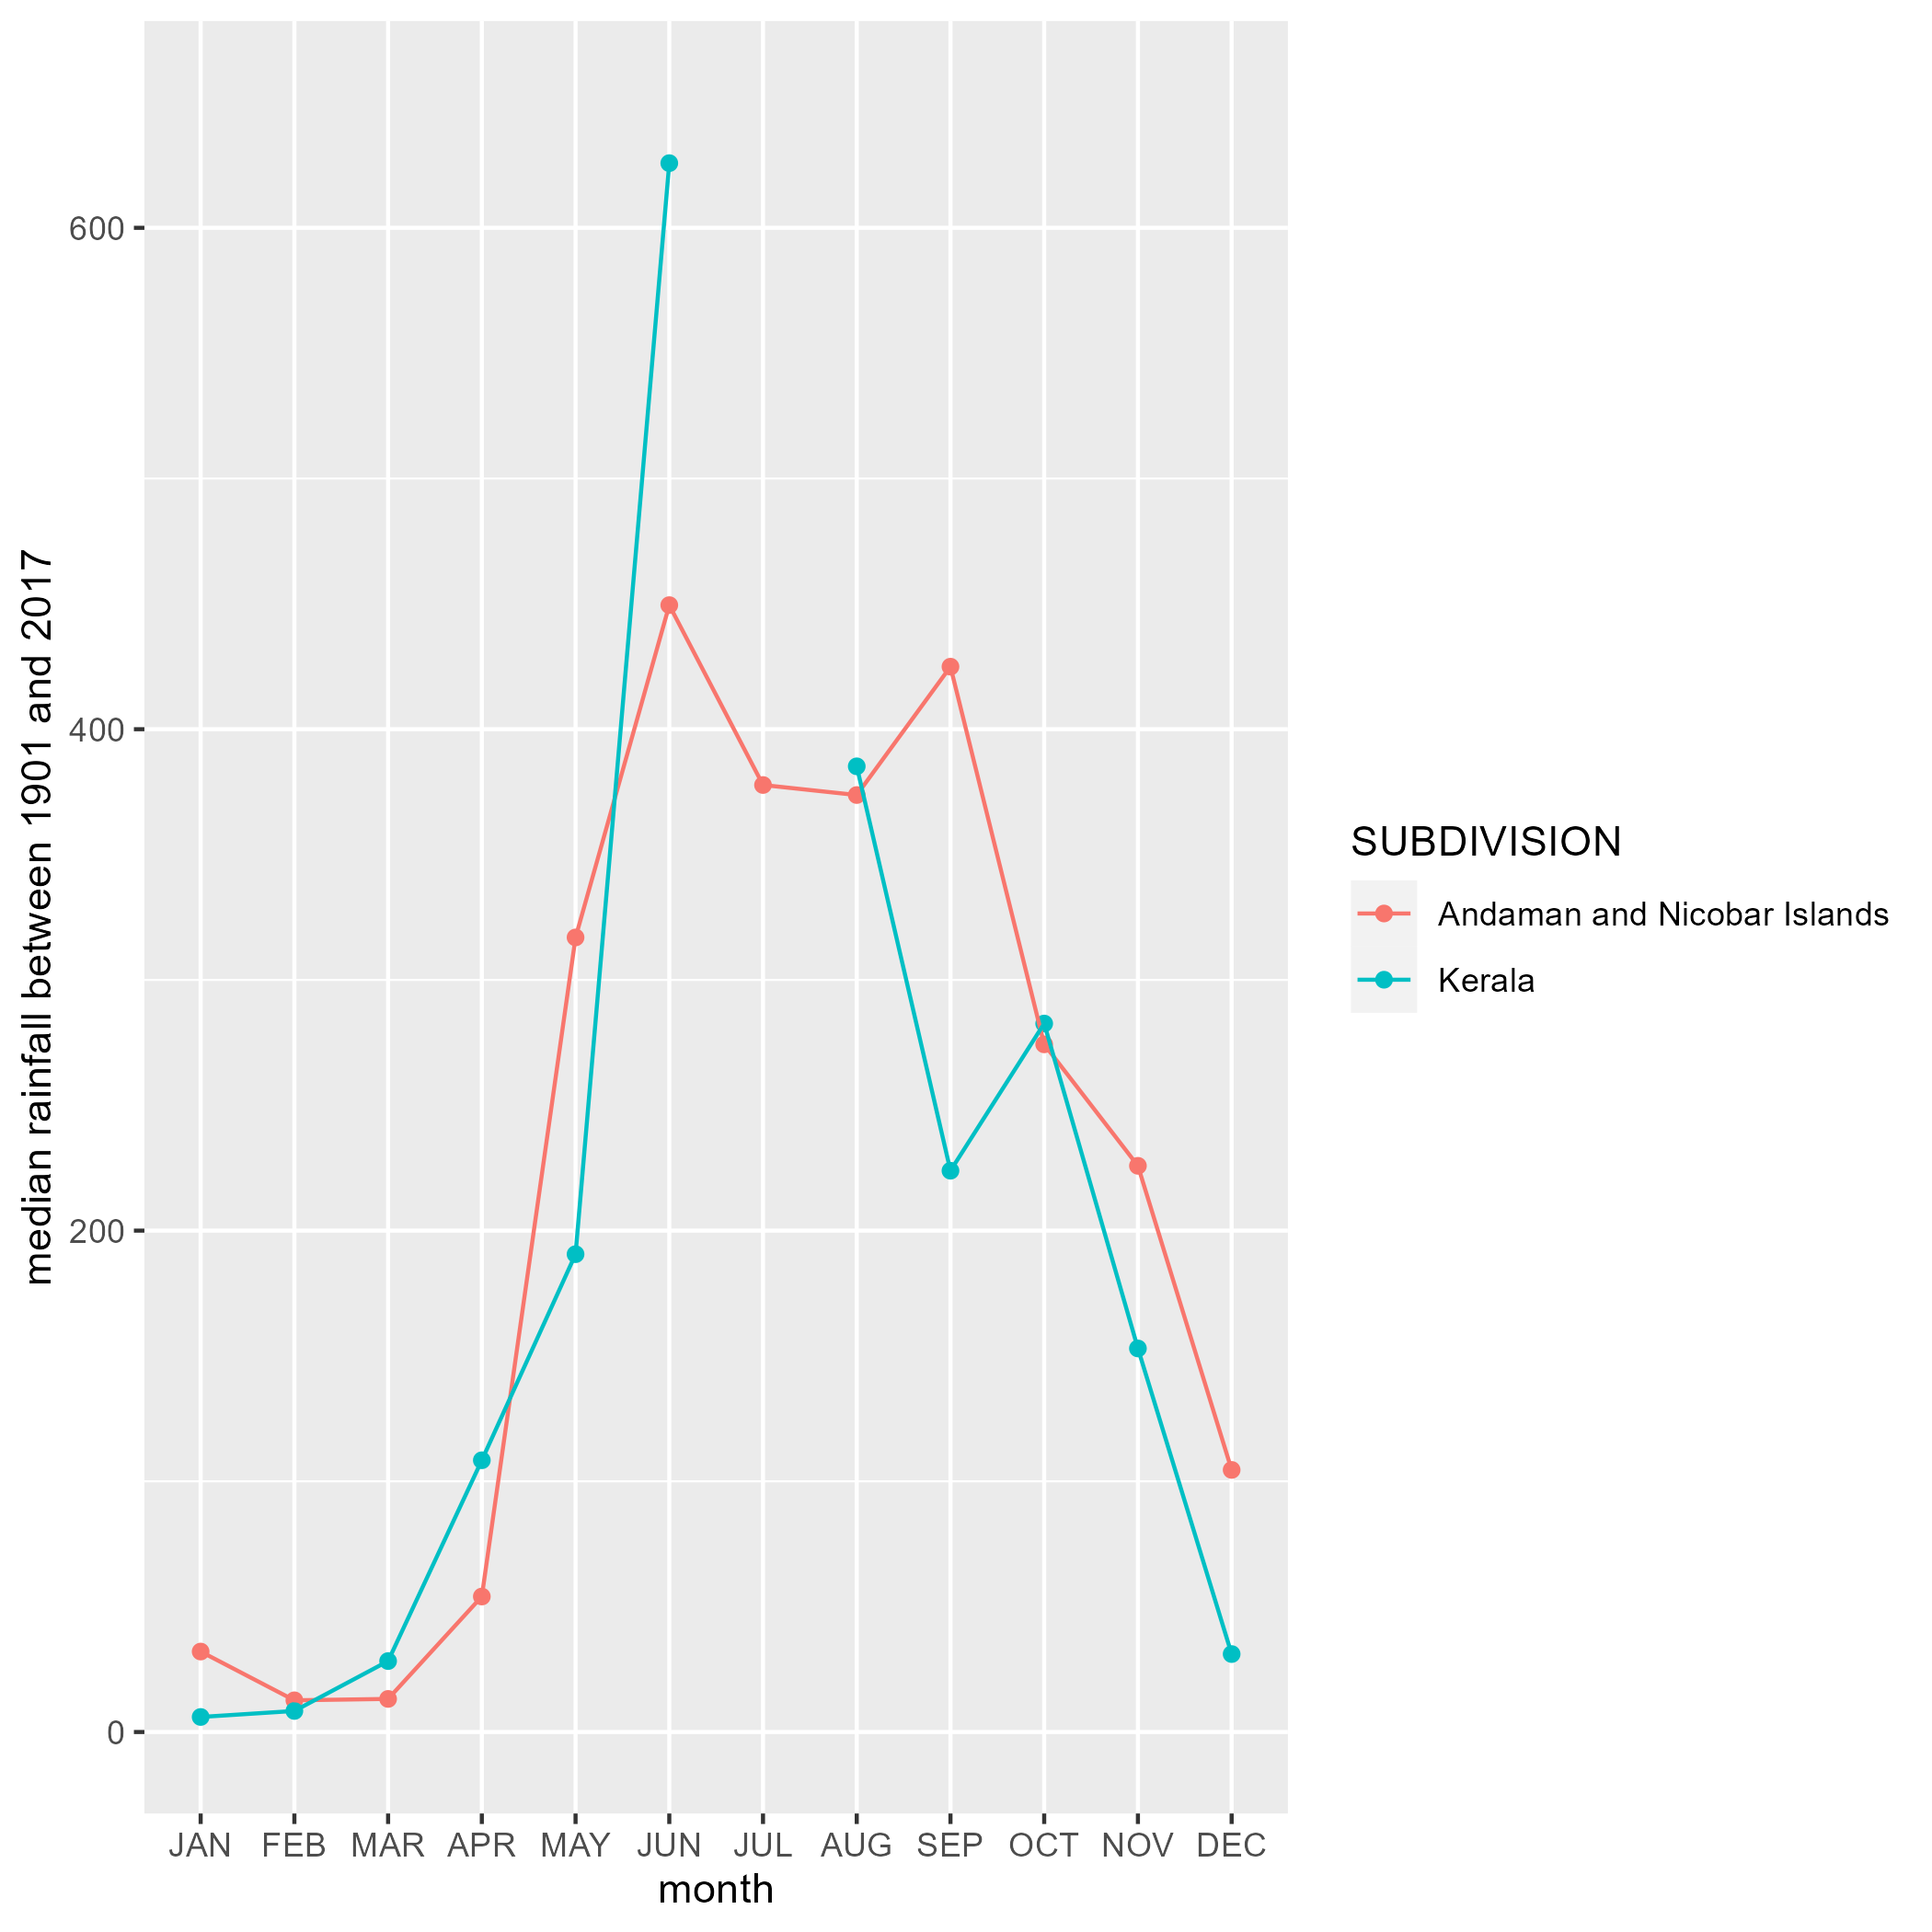 median rainfall between 1901 and 2017
600
400
200
0
JAN FEB MAR APR MAY JUN JUL AUG SEP OCT NOV DEC
month
SUBDIVISION
Andaman and Nicobar Islands
Kerala